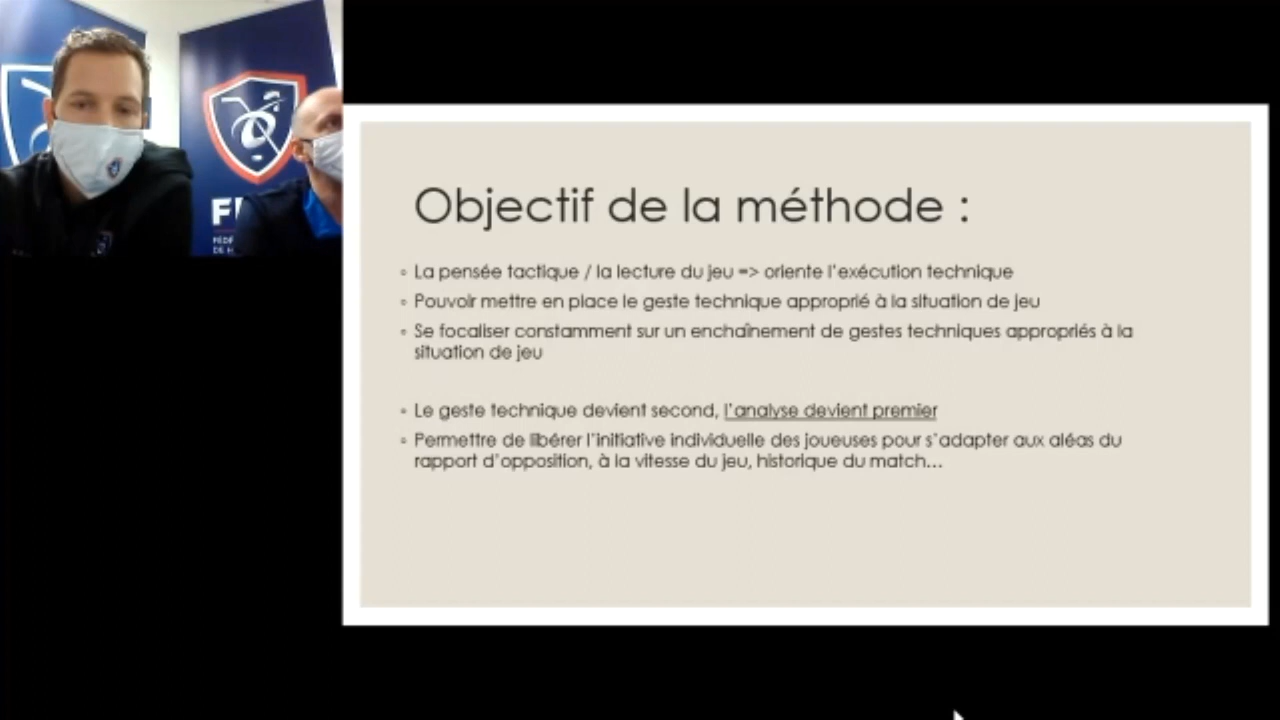 Objectif de la méthode :
◦ La pensée tactique / la lecture du jeu => oriente l'exécution technique
◦ Pouvoir mettre en place le geste technique approprié à la situation de jeu
◦ Se focaliser constamment sur un enchaînement de gestes techniques appropriés à la
situation de jeu
◦ Le geste technique devient second, l'analyse devient premier
◦ Permettre de libérer l'initiative individuelle des joueuses pour s'adapter aux aléas du
rapport d'opposition, à la vitesse du jeu, historique du match...